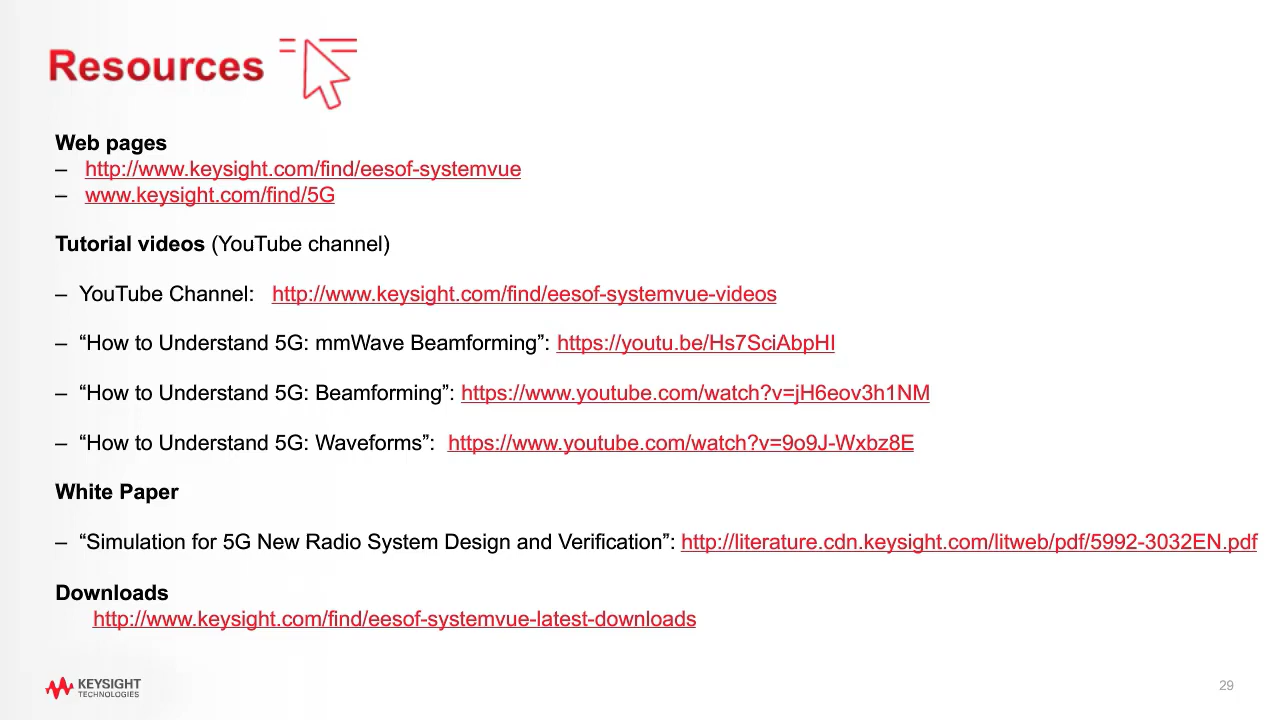 Resources
Web pages
– http://www.keysight.com/find/eesof-systemvue
– www.keysight.com/find/5G
Tutorial videos (YouTube channel)
– YouTube Channel: http://www.keysight.com/find/eesof-systemvue-videos
– “How to Understand 5G: mmWave Beamforming”: https://youtu.be/Hs7SciAbpHI
– “How to Understand 5G: Beamforming”: https://www.youtube.com/watch?v=jH6eov3h1NM
– “How to Understand 5G: Waveforms”: https://www.youtube.com/watch?v=9o9J-Wxbz8E
White Paper
– “Simulation for 5G New Radio System Design and Verification”: http://literature.cdn.keysight.com/litweb/pdf/5992-3032EN.pdf
Downloads
http://www.keysight.com/find/eesof-systemvue-latest-downloads
KEYSIGHT
TECHNOLOGIES
29